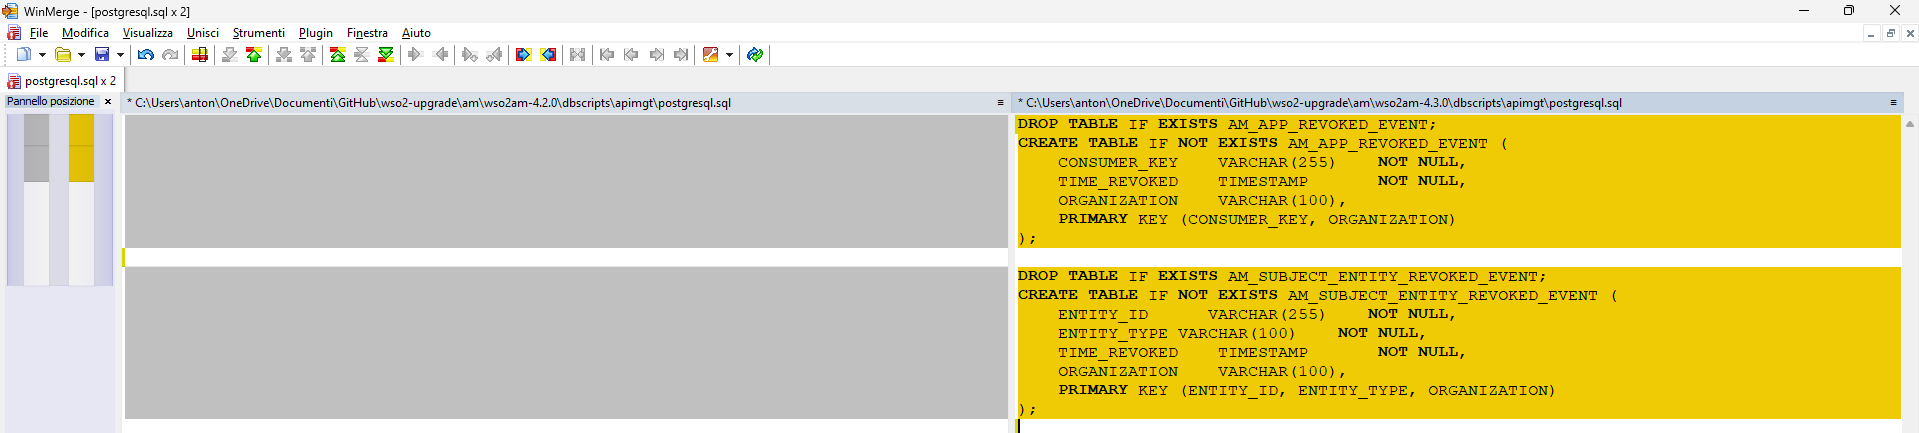 WinMerge - [postgresql.sql x 2]
File Modifica Visualizza Unisci Strumenti Plugin Finestra Aiuto
postgresql.sql x 2
Pannello posizione
* C:\Users\anton\OneDrive\Documenti\GitHub\wso2-upgrade\am\wso2am-4.2.0\dbscripts\apimgt\postgresql.sql
* C:\Users\anton\OneDrive\Documenti\GitHub\wso2-upgrade\am\wso2am-4.3.0\dbscripts\apimgt\postgresql.sql
DROP TABLE IF EXISTS AM_APP_REVOKED_EVENT;
CREATE TABLE IF NOT EXISTS AM_APP_REVOKED_EVENT (
CONSUMER_KEY VARCHAR(255) NOT NULL,
TIME_REVOKED TIMESTAMP NOT NULL,
ORGANIZATION VARCHAR(100),
PRIMARY KEY (CONSUMER_KEY, ORGANIZATION)
);
DROP TABLE IF EXISTS AM_SUBJECT_ENTITY_REVOKED_EVENT;
CREATE TABLE IF NOT EXISTS AM_SUBJECT_ENTITY_REVOKED_EVENT (
ENTITY_ID VARCHAR(255) NOT NULL,
ENTITY_TYPE VARCHAR(100) NOT NULL,
TIME_REVOKED TIMESTAMP NOT NULL,
ORGANIZATION VARCHAR(100),
PRIMARY KEY (ENTITY_ID, ENTITY_TYPE, ORGANIZATION)
);